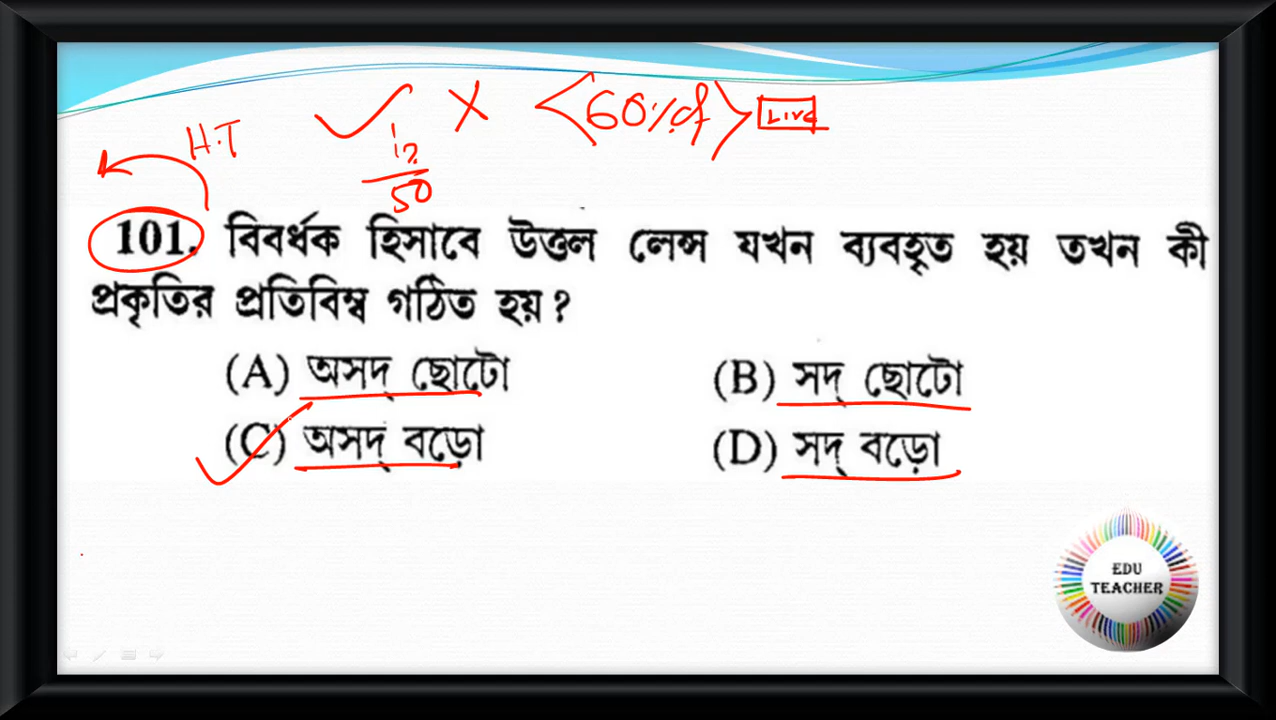 ✓ X <60% of> Live
H.T
12
50
101. বিবর্ধক হিসাবে উত্তল লেন্স যখন ব্যবহৃত হয় তখন কী
প্রকৃতির প্রতিবিম্ব গঠিত হয়?
(A) অসদ্ ছোটো (B) সদ্ ছোটো
(C) অসদ্ বড়ো (D) সদ্ বড়ো
EDU
TEACHER